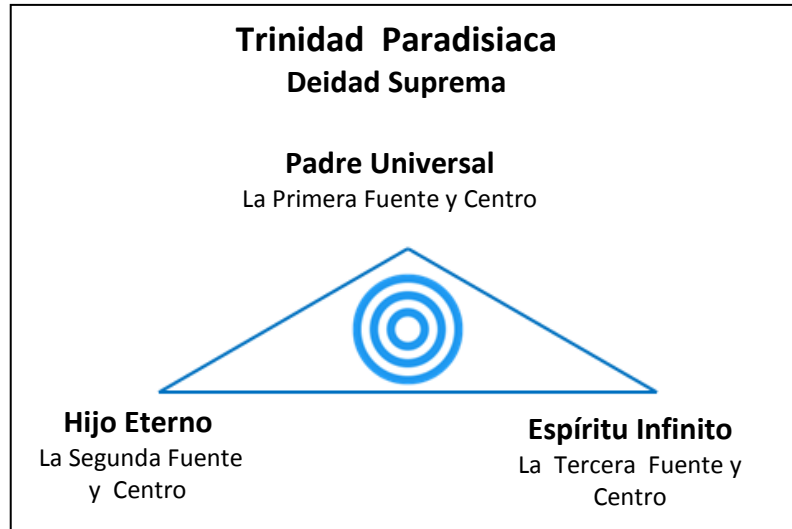 Trinidad Paradisiaca
Deidad Suprema
Padre Universal
La Primera Fuente y Centro
Hijo Eterno
La Segunda Fuente
y Centro
Espíritu Infinito
La Tercera Fuente y
Centro